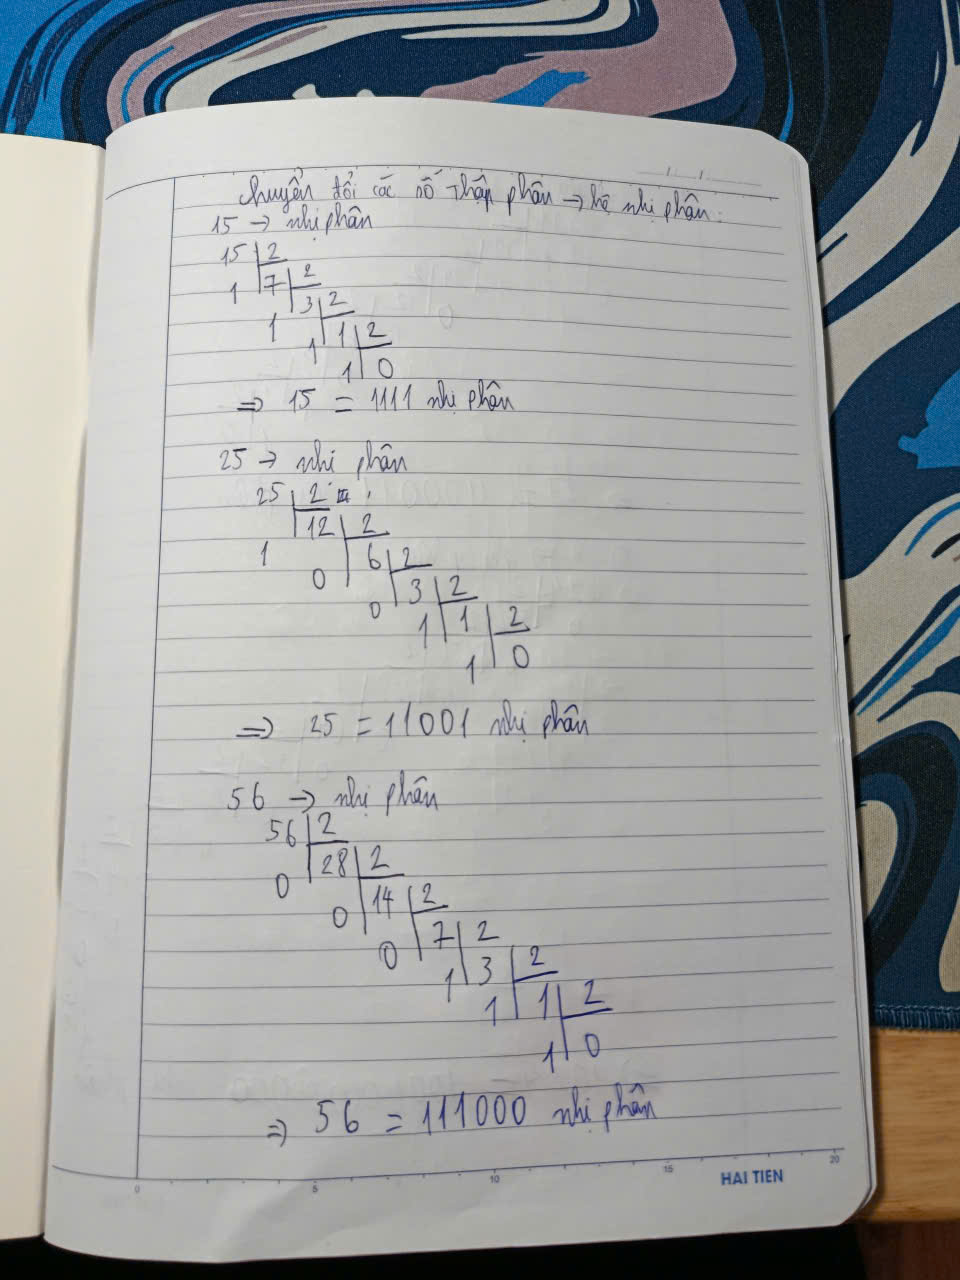 chuyển đổi các số thập phân → hệ nhị phân:
15 → nhị phân
15 2
1 7 2
1 3 2
1 1 2
1 0
⇒ 15 = 1111 nhị phân
25 → nhị phân
25 2
1 12 2
0 6 2
0 3 2
1 1 2
1 0
⇒ 25 = 11001 nhị phân
56 → nhị phân
56 2
0 28 2
0 14 2
0 7 2
1 3 2
1 1 2
1 0
⇒ 56 = 111000 nhị phân
0 5 10 15 20
HAI TIEN